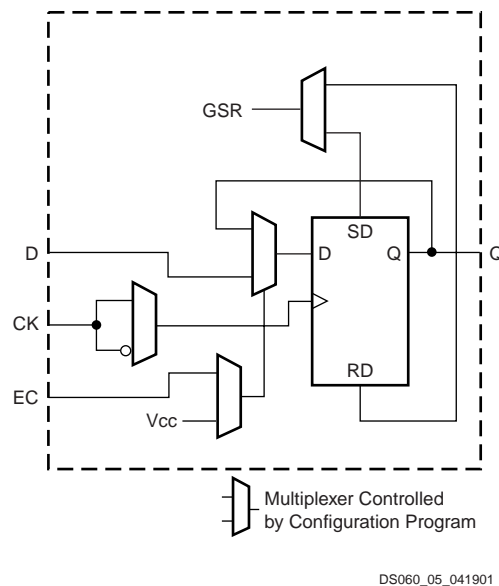 GSR
SD
D
D
Q
Q
CK
RD
EC
Vcc
Multiplexer Controlled
by Configuration Program
DS060_05_041901